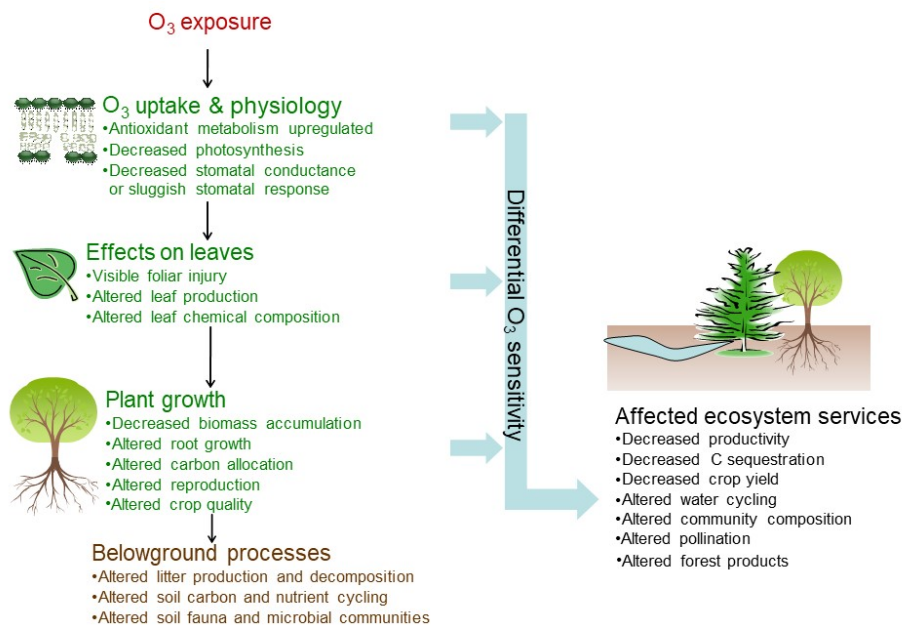 O₃ exposure
O₃ uptake & physiology
•Antioxidant metabolism upregulated
•Decreased photosynthesis
•Decreased stomatal conductance
or sluggish stomatal response
Effects on leaves
•Visible foliar injury
•Altered leaf production
•Altered leaf chemical composition
Plant growth
•Decreased biomass accumulation
•Altered root growth
•Altered carbon allocation
•Altered reproduction
•Altered crop quality
Belowground processes
•Altered litter production and decomposition
•Altered soil carbon and nutrient cycling
•Altered soil fauna and microbial communities
Differential O₃ sensitivity
Affected ecosystem services
•Decreased productivity
•Decreased C sequestration
•Decreased crop yield
•Altered water cycling
•Altered community composition
•Altered pollination
•Altered forest products